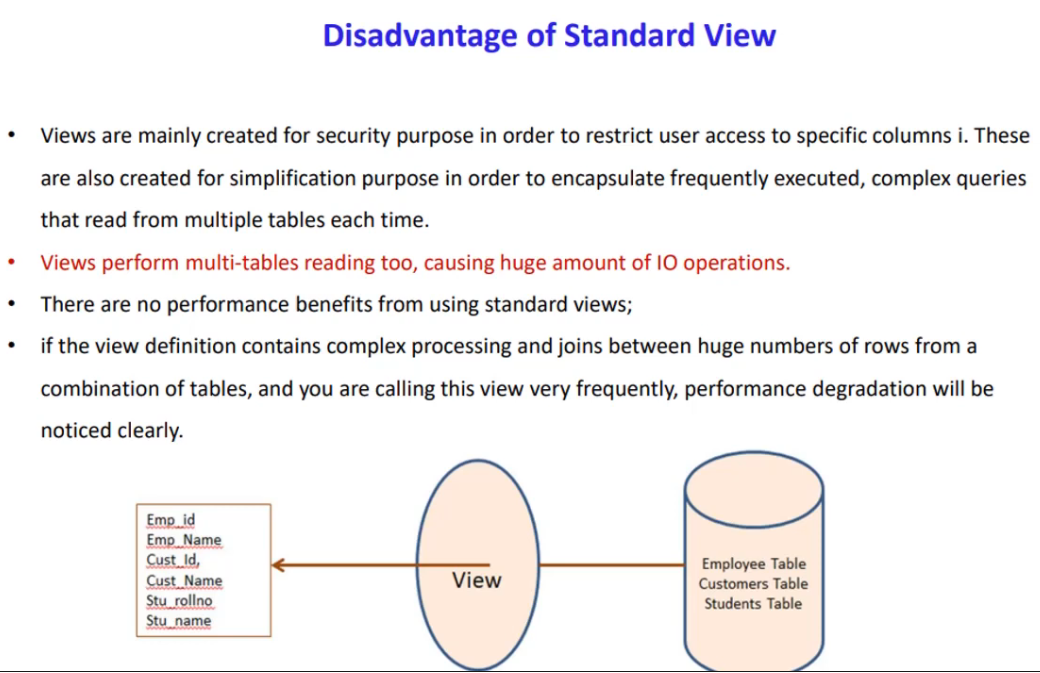 Disadvantage of Standard View
• Views are mainly created for security purpose in order to restrict user access to specific columns i. These
are also created for simplification purpose in order to encapsulate frequently executed, complex queries
that read from multiple tables each time.
• Views perform multi-tables reading too, causing huge amount of IO operations.
• There are no performance benefits from using standard views;
• if the view definition contains complex processing and joins between huge numbers of rows from a
combination of tables, and you are calling this view very frequently, performance degradation will be
noticed clearly.
Emp_id
Emp_Name
Cust_Id,
Cust_Name
Stu_rollno
Stu_name
View
Employee Table
Customers Table
Students Table